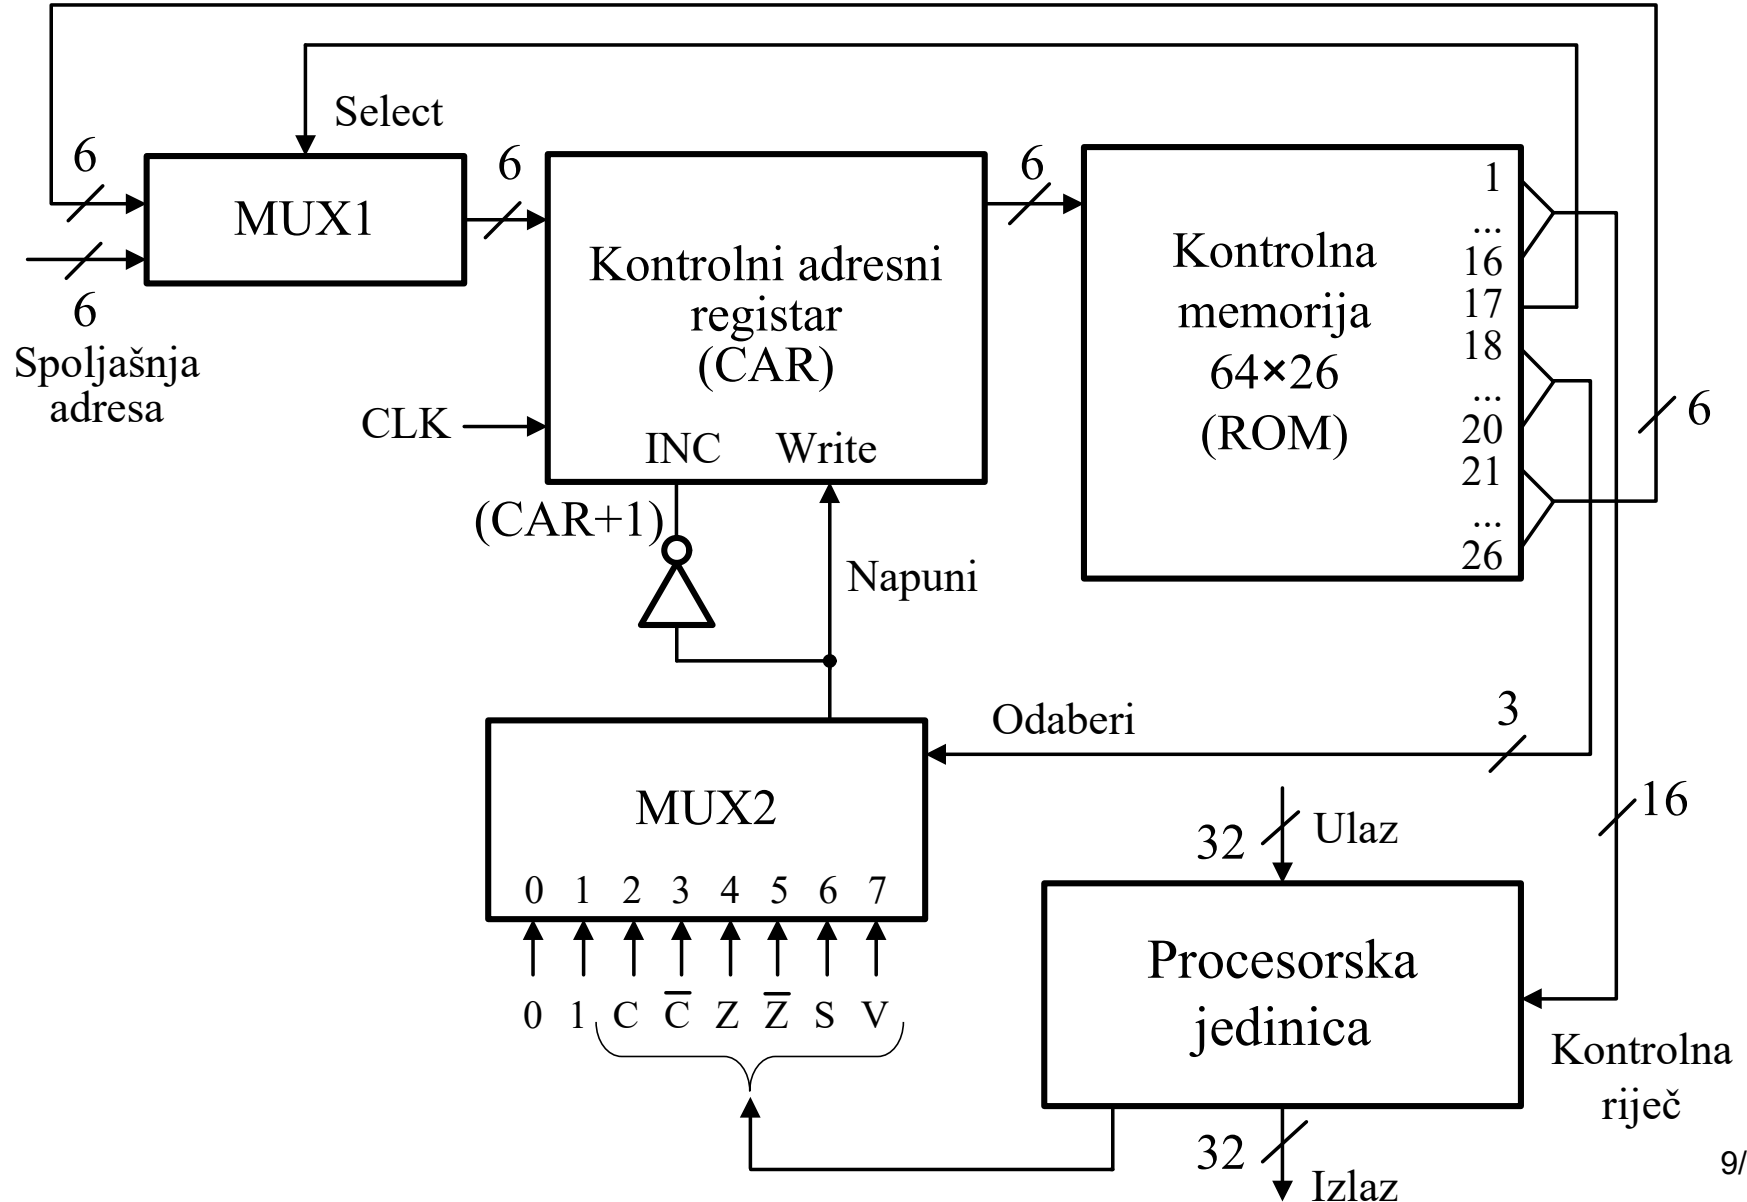 Select
6
MUX1
6
Spoljašnja
adresa
6
Kontrolni adresni
registar
(CAR)
CLK
INC
Write
(CAR+1)
Napuni
6
Kontrolna
memorija
64×26
(ROM)
1
...
16
17
18
...
20
21
...
26
6
Odaberi
3
16
MUX2
0 1 2 3 4 5 6 7
0 1 C C̅ Z Z̅ S V
32
Ulaz
Procesorska
jedinica
Kontrolna
riječ
32
Izlaz
9/